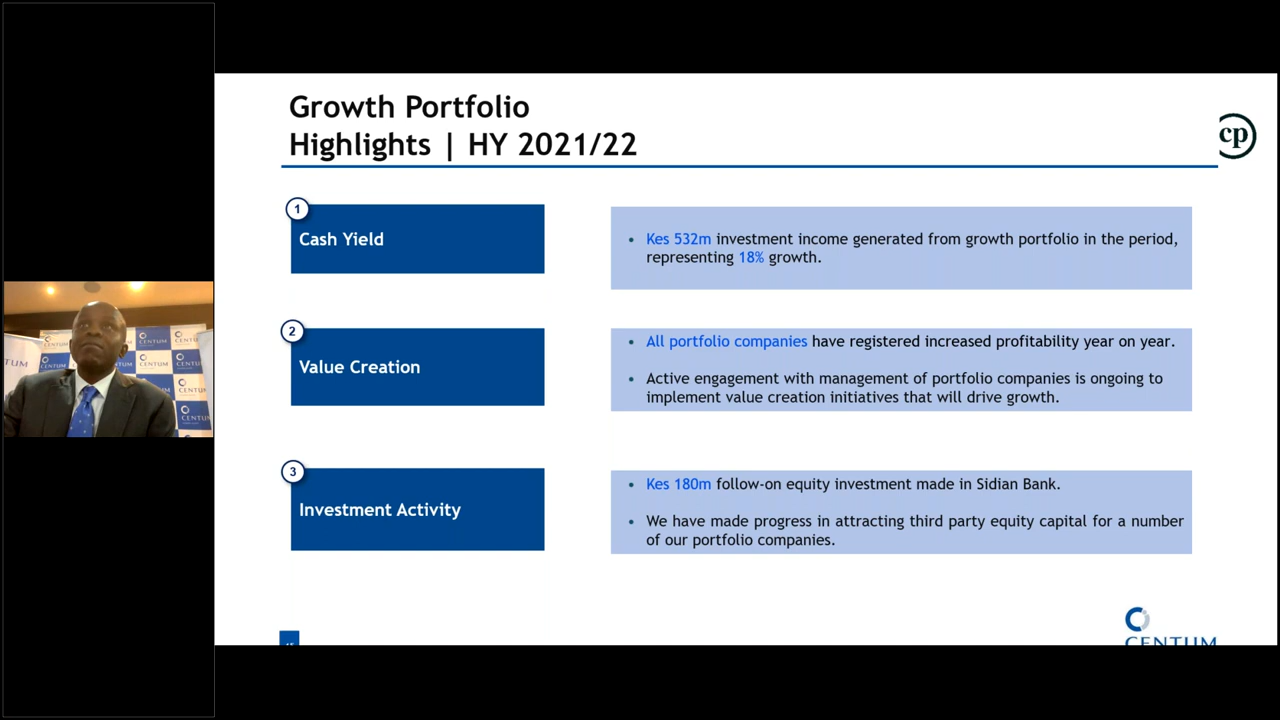 Growth Portfolio
Highlights | HY 2021/22
cp
1
Cash Yield
• Kes 532m investment income generated from growth portfolio in the period,
representing 18% growth.
2
Value Creation
• All portfolio companies have registered increased profitability year on year.
• Active engagement with management of portfolio companies is ongoing to
implement value creation initiatives that will drive growth.
3
Investment Activity
• Kes 180m follow-on equity investment made in Sidian Bank.
• We have made progress in attracting third party equity capital for a number
of our portfolio companies.
CENTUM
CENTUM
CENTUM